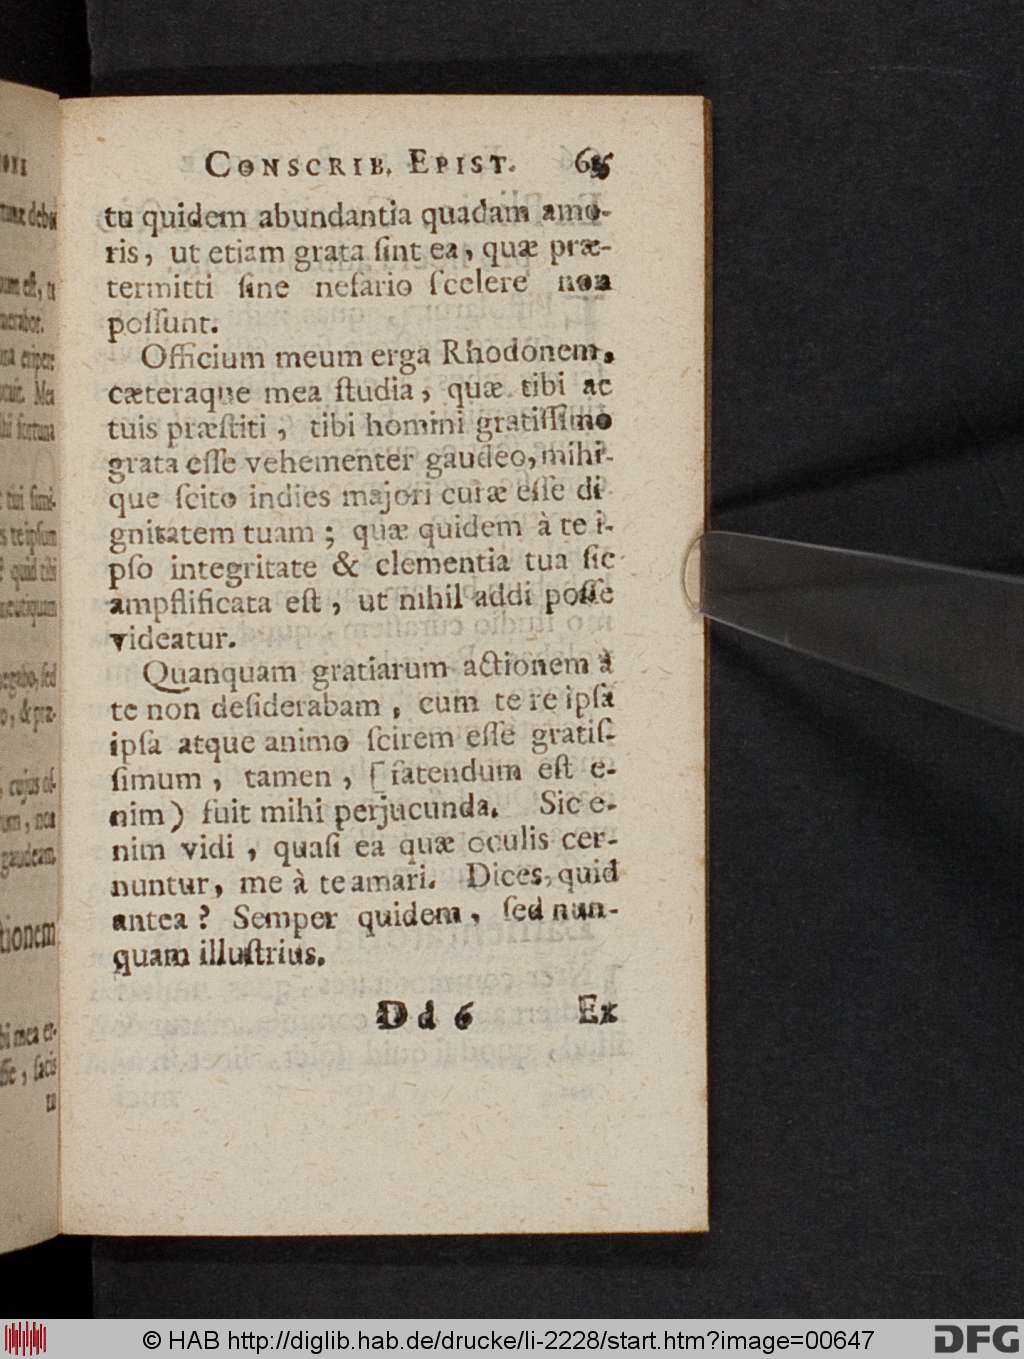 CONSCRIB. EPIST.
tu quidem abundantia quadam amo-
ris, ut etiam grata ſint ea, quæ præ-
termitti ſine nefario ſcelere non
poſſunt.
Officium meum erga Rhodonem,
cæteraque mea ſtudia, quæ tibi ac
tuis præſtiti, tibi homini gratiſſimo
grata eſſe vehementer gaudeo, mihi-
que ſcito indies majori curæ eſſe di
gnitatem tuam; quæ quidem à te i-
pſo integritate & clementia tua ſic
ampflificata eſt, ut nihil addi poſſe
videatur.
Quanquam gratiarum actionem à
te non deſiderabam, cum te re ipſa
ipſa atque animo ſcirem eſſe gratiſ-
ſimum, tamen, [fatendum eſt e-
nim) fuit mihi perjucunda. Sic e-
nim vidi, quaſi ea quæ oculis cer-
nuntur, me à te amari. Dices, quid
antea? Semper quidem, ſed nun-
quam illuſtrius.
Dd 6 Ex
© HAB http://diglib.hab.de/drucke/li-2228/start.htm?image=00647
DFG